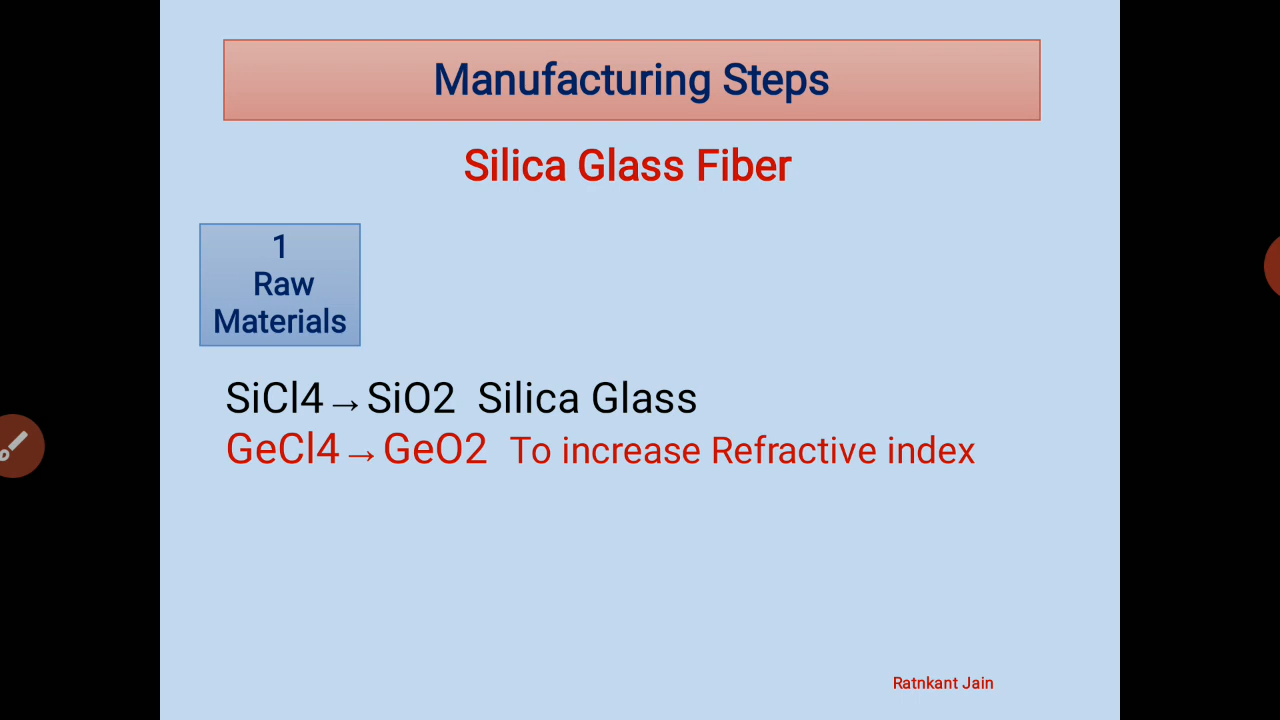 Manufacturing Steps
Silica Glass Fiber
1
Raw
Materials
SiCl4→SiO2 Silica Glass
GeCl4→GeO2 To increase Refractive index
Ratnkant Jain